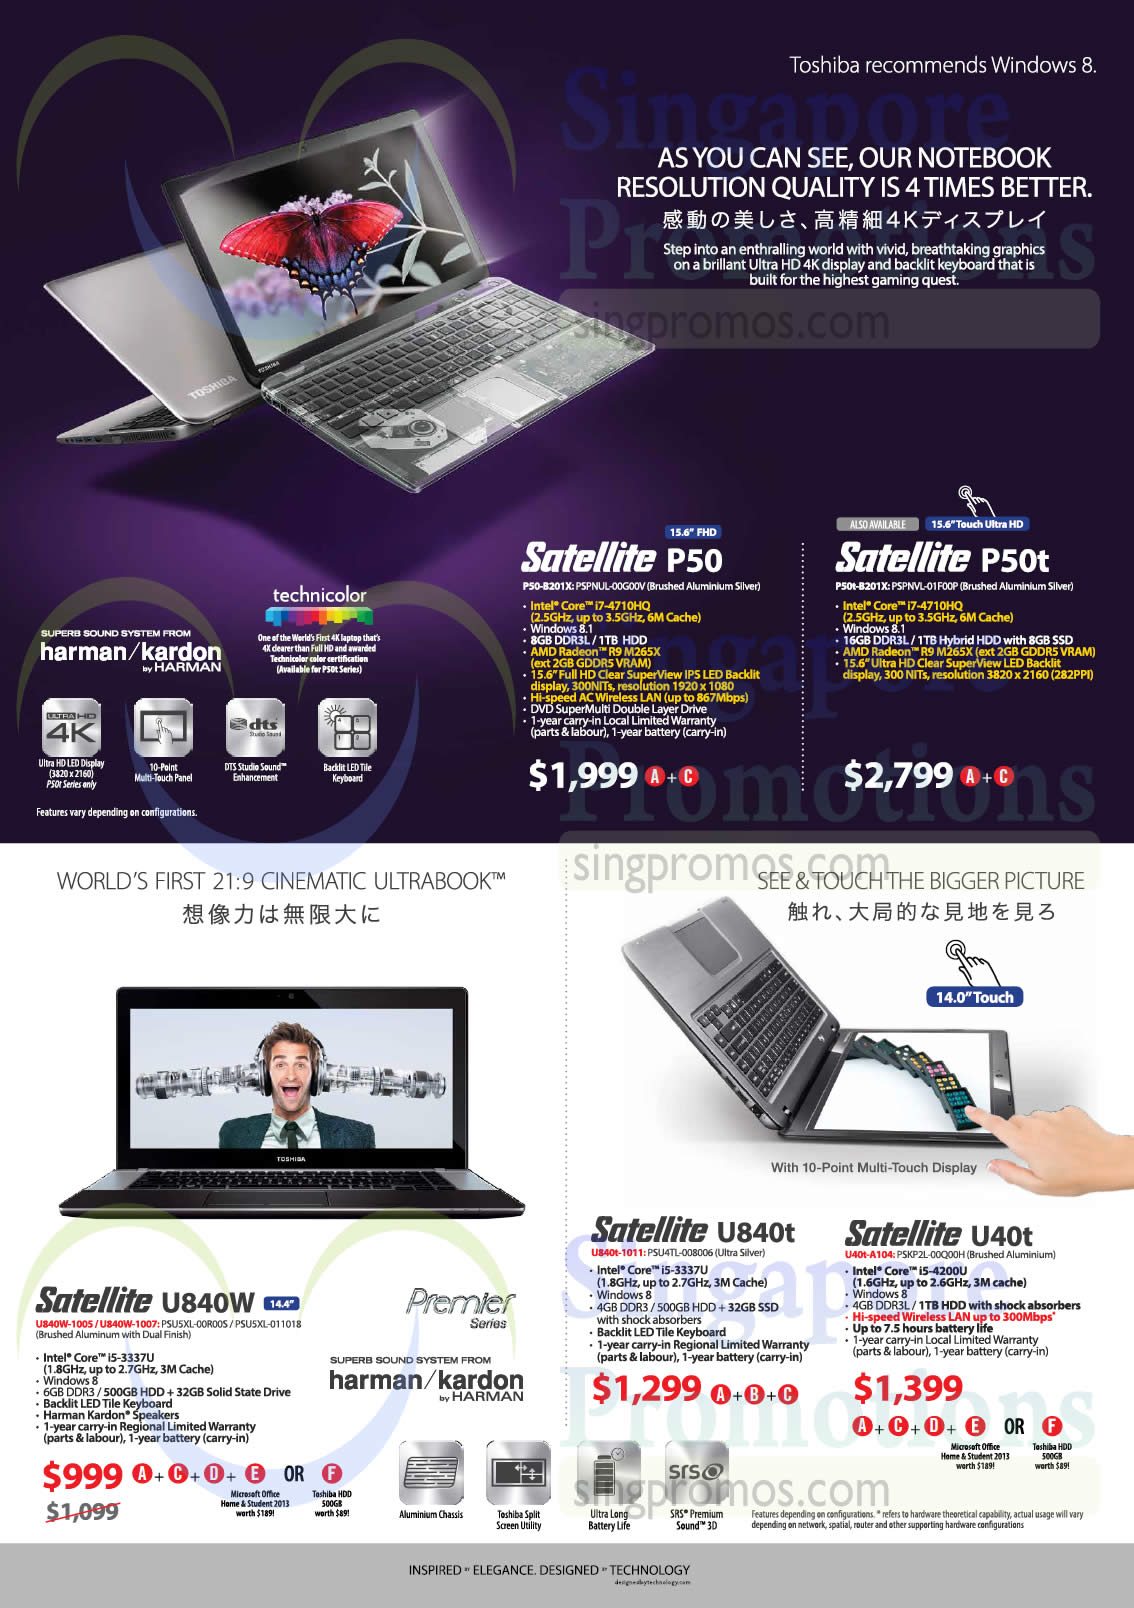 Toshiba recommends Windows 8.
Singapore
Promotions
singpromos.com
AS YOU CAN SEE, OUR NOTEBOOK
RESOLUTION QUALITY IS 4 TIMES BETTER.
感動の美しさ、高精細4Kディスプレイ
Step into an enthralling world with vivid, breathtaking graphics
on a brillant Ultra HD 4K display and backlit keyboard that is
built for the highest gaming quest.
TOSHIBA
TOSHIBA
technicolor
One of the World's First 4K laptop that's
4X clearer than Full HD and awarded
Technicolor color certification
(Available for P50t Series)
SUPERB SOUND SYSTEM FROM
harman/kardon
by HARMAN
ULTRA HD
4K
Ultra HD LED Display
(3820 x 2160)
P50t Series only
10-Point
Multi-Touch Panel
dts
Studio Sound
DTS Studio Sound™
Enhancement
Backlit LED Tile
Keyboard
Features vary depending on configurations.
15.6" FHD
Satellite P50
P50-B201X: PSPNUL-00G00V (Brushed Aluminium Silver)
• Intel® Core™ i7-4710HQ
(2.5GHz, up to 3.5GHz, 6M Cache)
• Windows 8.1
• 8GB DDR3L / 1TB HDD
• AMD Radeon™ R9 M265X
(ext 2GB GDDR5 VRAM)
• 15.6" Full HD Clear SuperView IPS LED Backlit
display, 300NITs, resolution 1920 x 1080
• Hi-speed AC Wireless LAN (up to 867Mbps)
• DVD SuperMulti Double Layer Drive
• 1-year carry-in Local Limited Warranty
(parts & labour), 1-year battery (carry-in)
$1,999 A + C
ALSO AVAILABLE
15.6" Touch Ultra HD
Satellite P50t
P50t-B201X: PSPNVL-01F00P (Brushed Aluminium Silver)
• Intel® Core™ i7-4710HQ
(2.5GHz, up to 3.5GHz, 6M Cache)
• Windows 8.1
• 16GB DDR3L / 1TB Hybrid HDD with 8GB SSD
• AMD Radeon™ R9 M265X (ext 2GB GDDR5 VRAM)
• 15.6" Ultra HD Clear SuperView LED Backlit
display, 300 NITs, resolution 3820 x 2160 (282PPI)
$2,799 A + C
Promotions
singpromos.com
WORLD'S FIRST 21:9 CINEMATIC ULTRABOOK™
想像力は無限大に
TOSHIBA
Satellite U840W 14.4"
U840W-1005 / U840W-1007: PSU5XL-00R00S / PSU5XL-011018
(Brushed Aluminum with Dual Finish)
• Intel® Core™ i5-3337U
(1.8GHz, up to 2.7GHz, 3M Cache)
• Windows 8
• 6GB DDR3 / 500GB HDD + 32GB Solid State Drive
• Backlit LED Tile Keyboard
• Harman Kardon® Speakers
• 1-year carry-in Regional Limited Warranty
(parts & labour), 1-year battery (carry-in)
$999 A + C + D + E OR F
$1,099
Microsoft Office
Home & Student 2013
worth $189!
Toshiba HDD
500GB
worth $89!
Premier
Series
SUPERB SOUND SYSTEM FROM
harman/kardon
by HARMAN
Aluminium Chassis
Toshiba Split
Screen Utility
Ultra Long
Battery Life
SRS
SRS® Premium
Sound™ 3D
SEE & TOUCH THE BIGGER PICTURE
触れ、大局的な見地を見ろ
14.0" Touch
With 10-Point Multi-Touch Display
Satellite U840t
U840t-1011: PSU4TL-008006 (Ultra Silver)
• Intel® Core™ i5-3337U
(1.8GHz, up to 2.7GHz, 3M Cache)
• Windows 8
• 4GB DDR3 / 500GB HDD + 32GB SSD
with shock absorbers
• Backlit LED Tile Keyboard
• 1-year carry-in Regional Limited Warranty
(parts & labour), 1-year battery (carry-in)
$1,299 A + B + C
Satellite U40t
U40t-A104: PSKP2L-00Q00H (Brushed Aluminium)
• Intel® Core™ i5-4200U
(1.6GHz, up to 2.6GHz, 3M cache)
• Windows 8
• 4GB DDR3L / 1TB HDD with shock absorbers
• Hi-speed Wireless LAN up to 300Mbps*
• Up to 7.5 hours battery life
• 1-year carry-in Local Limited Warranty
(parts & labour), 1-year battery (carry-in)
$1,399
A + C + D + E OR F
Microsoft Office
Home & Student 2013
worth $189!
Toshiba HDD
500GB
worth $89!
Singapore
Promotions
singpromos.com
Features depending on configurations. * refers to hardware theoretical capability, actual usage will vary
depending on network, spatial, router and other supporting hardware configurations
INSPIRED BY ELEGANCE. DESIGNED BY TECHNOLOGY
designedbytechnology.com